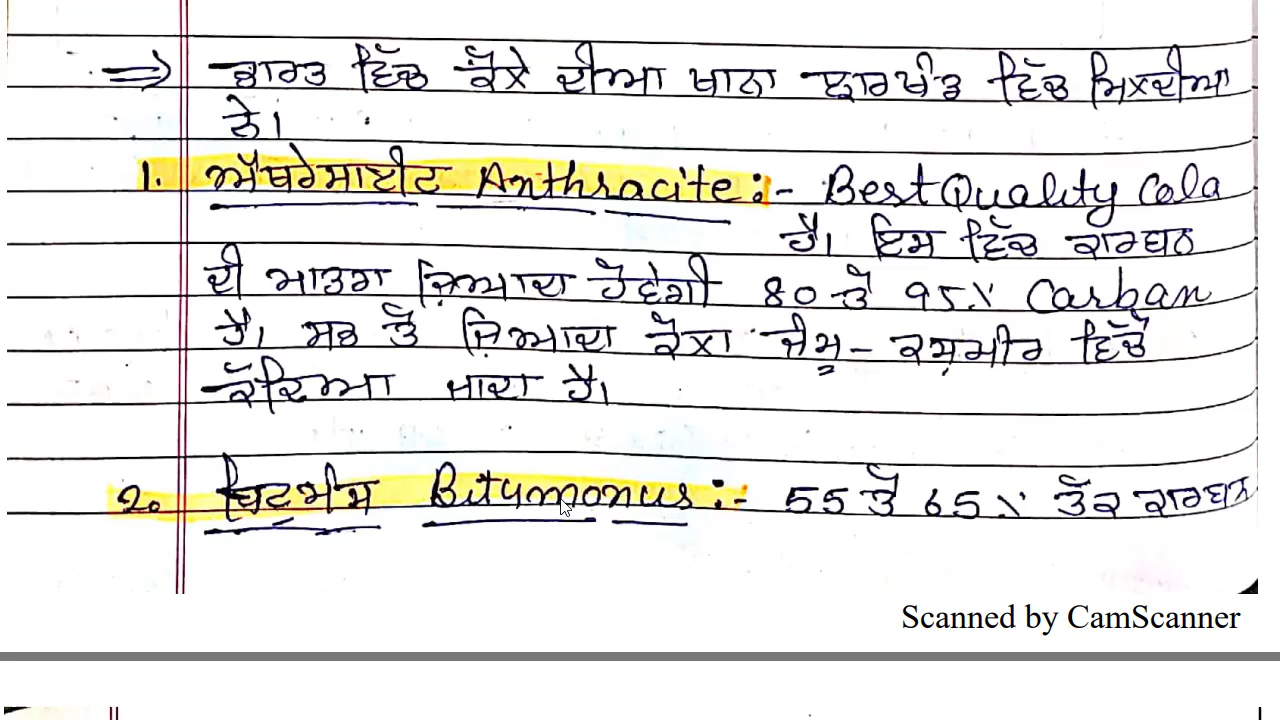 ⇒ ਭਾਰਤ ਵਿੱਚ ਕੋਲੇ ਦੀਆ ਖਾਨਾ ਝਾਰਖੰਡ ਵਿੱਚ ਮਿਲਦੀਆ
ਨੇ।
1. ਐਂਥਰੇਸਾਈਟ Anthracite:- Best Quality Cola
ਹੈ। ਇਸ ਵਿੱਚ ਕਾਰਬਨ
ਦੀ ਮਾਤਰਾ ਜ਼ਿਆਦਾ ਹੋਵੇਗੀ 80 ਤੋਂ 95% Carban
ਹੈ। ਸਭ ਤੋਂ ਜ਼ਿਆਦਾ ਕੋਲਾ ਜੰਮੂ - ਕਸ਼ਮੀਰ ਵਿੱਚੋਂ
ਕੱਢਿਆ ਜਾਂਦਾ ਹੈ।
2. ਬਿਟੂਮੀਸ Bitumonus:- 55 ਤੋਂ 65% ਤੱਕ ਕਾਰਬਨ
Scanned by CamScanner